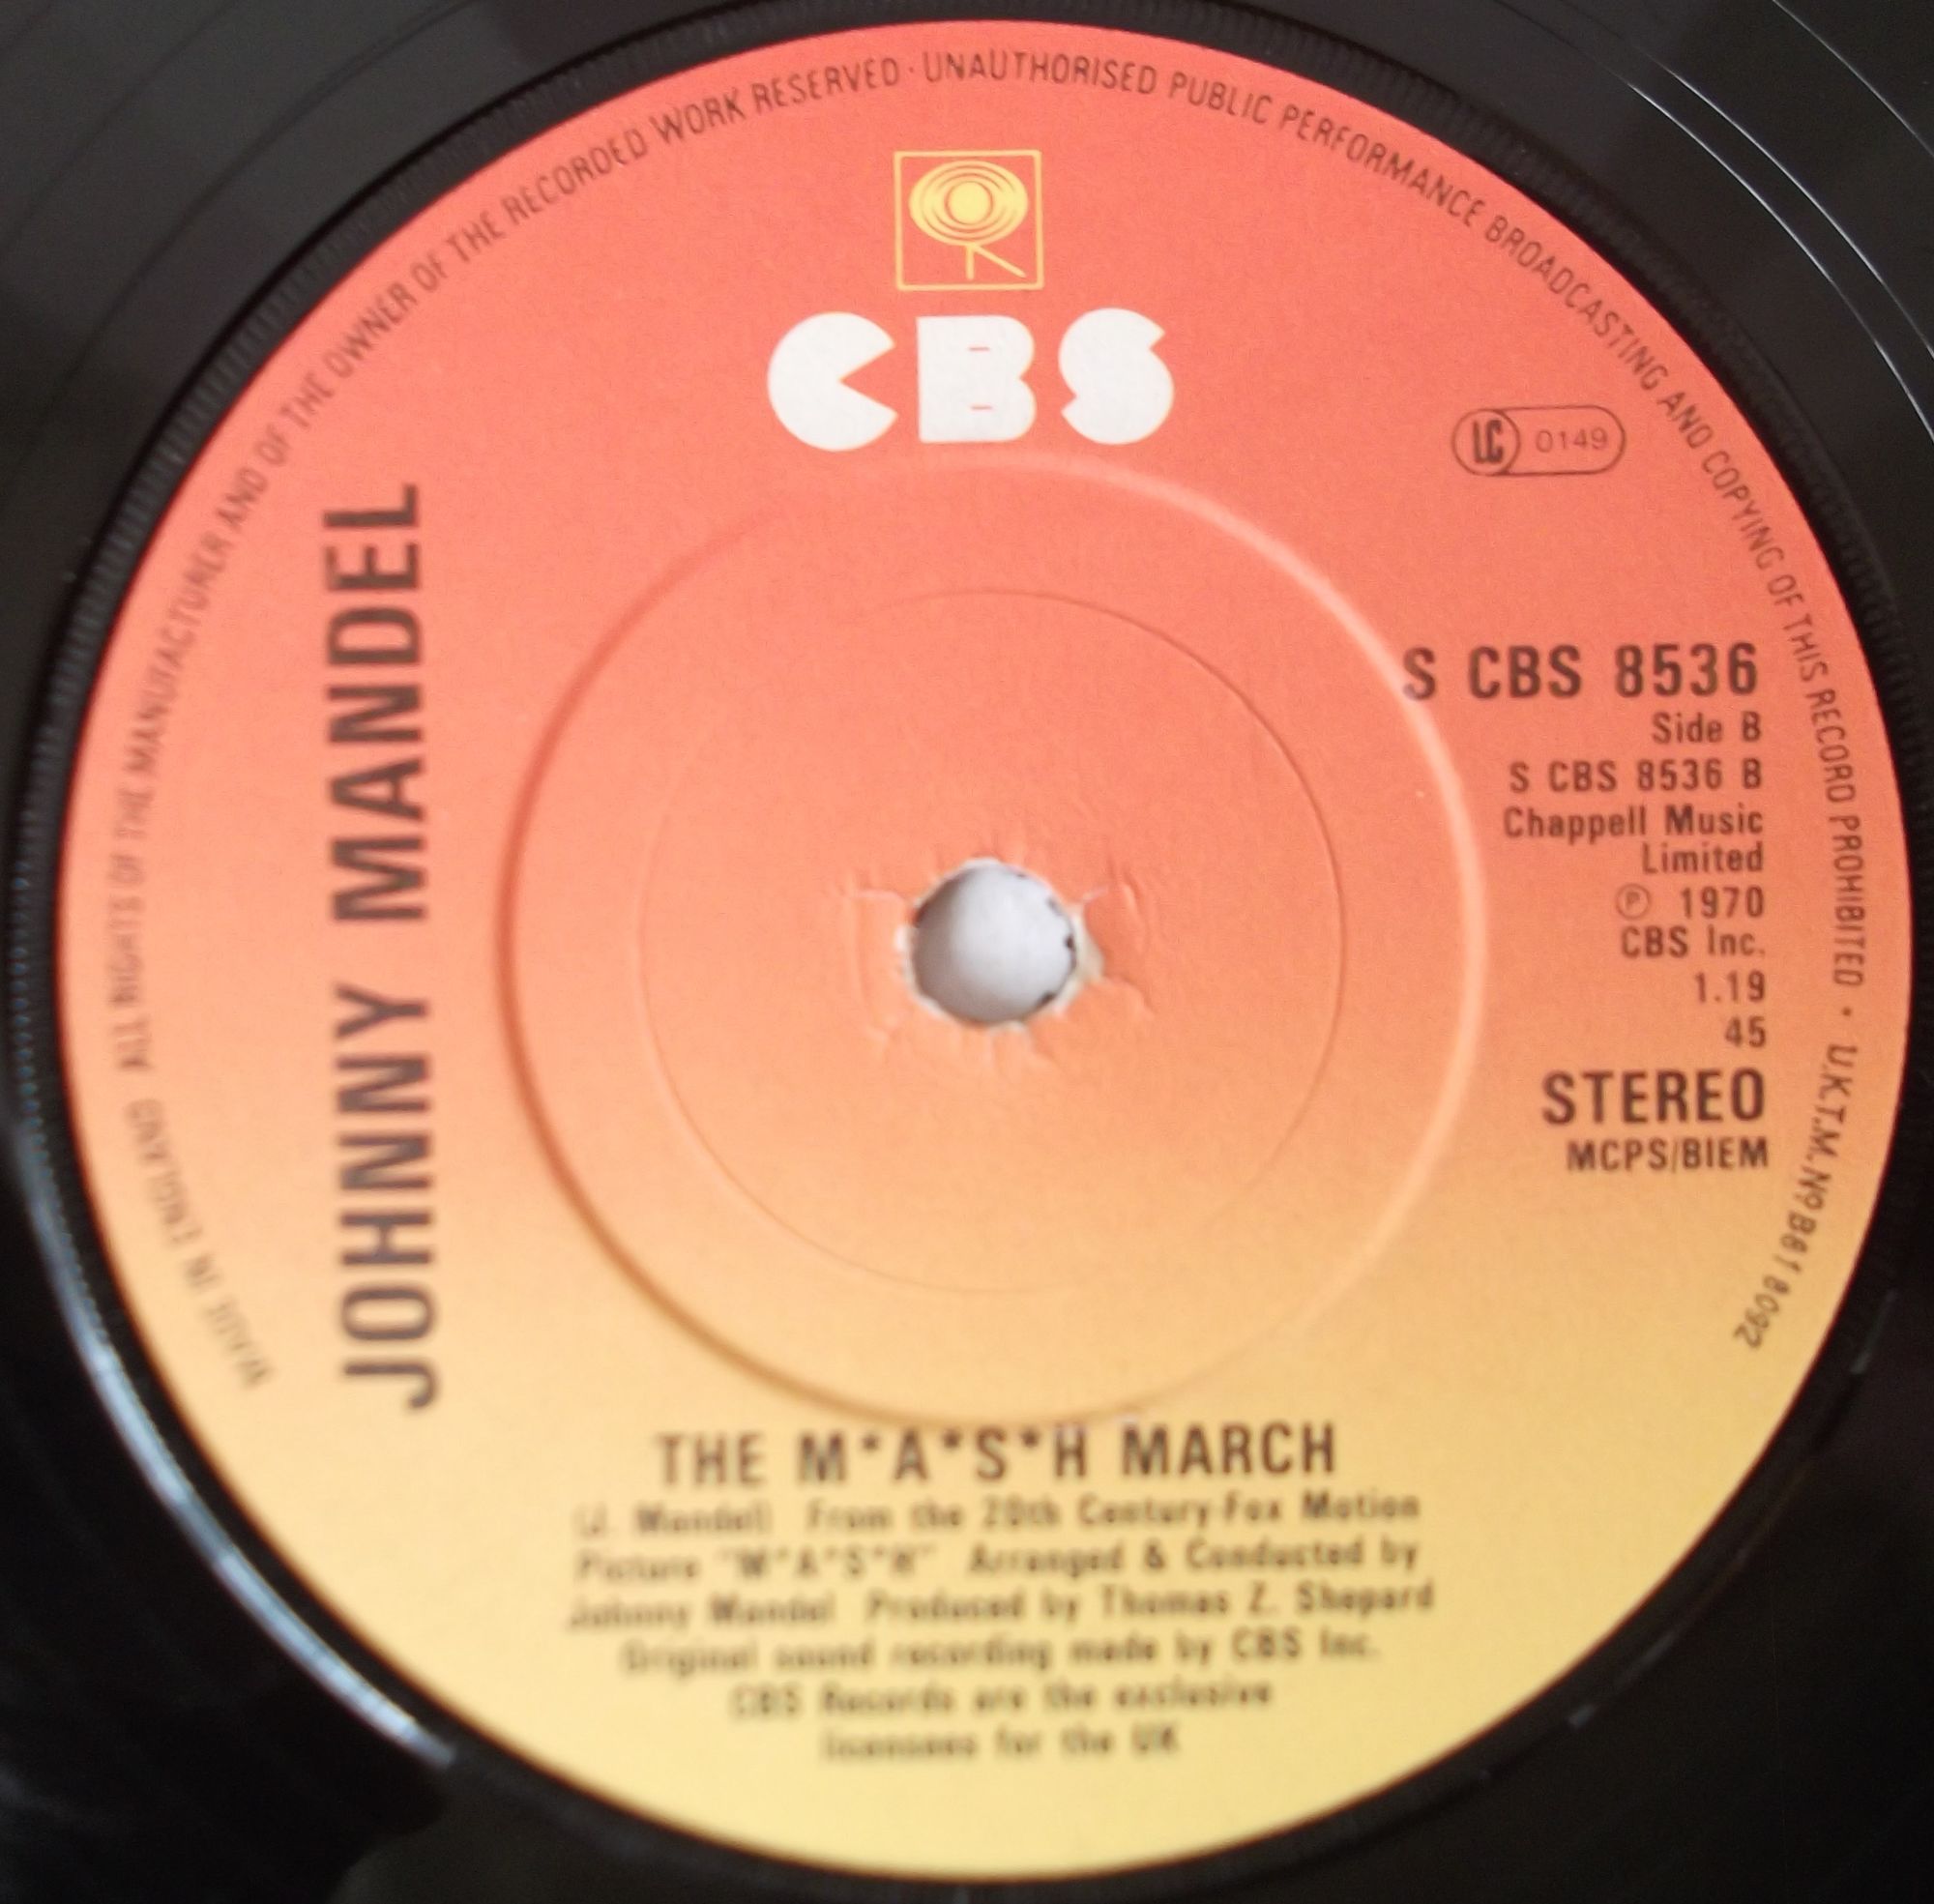 MADE IN ENGLAND ALL RIGHTS OF THE MANUFACTURER AND OF THE OWNER OF THE RECORDED WORK RESERVED · UNAUTHORISED PUBLIC PERFORMANCE BROADCASTING AND COPYING OF THIS RECORD PROHIBITED · U.K.T.M. Nº B618092
CBS
LC 0149
JOHNNY MANDEL
S CBS 8536
Side B
S CBS 8536 B
Chappell Music
Limited
℗ 1970
CBS Inc.
1.19
45
STEREO
MCPS/BIEM
THE M*A*S*H MARCH
(J. Mandel) From the 20th Century-Fox Motion
Picture "M*A*S*H" Arranged & Conducted by
Johnny Mandel Produced by Thomas Z. Shepard
Original sound recording made by CBS Inc.
CBS Records are the exclusive
licensees for the UK